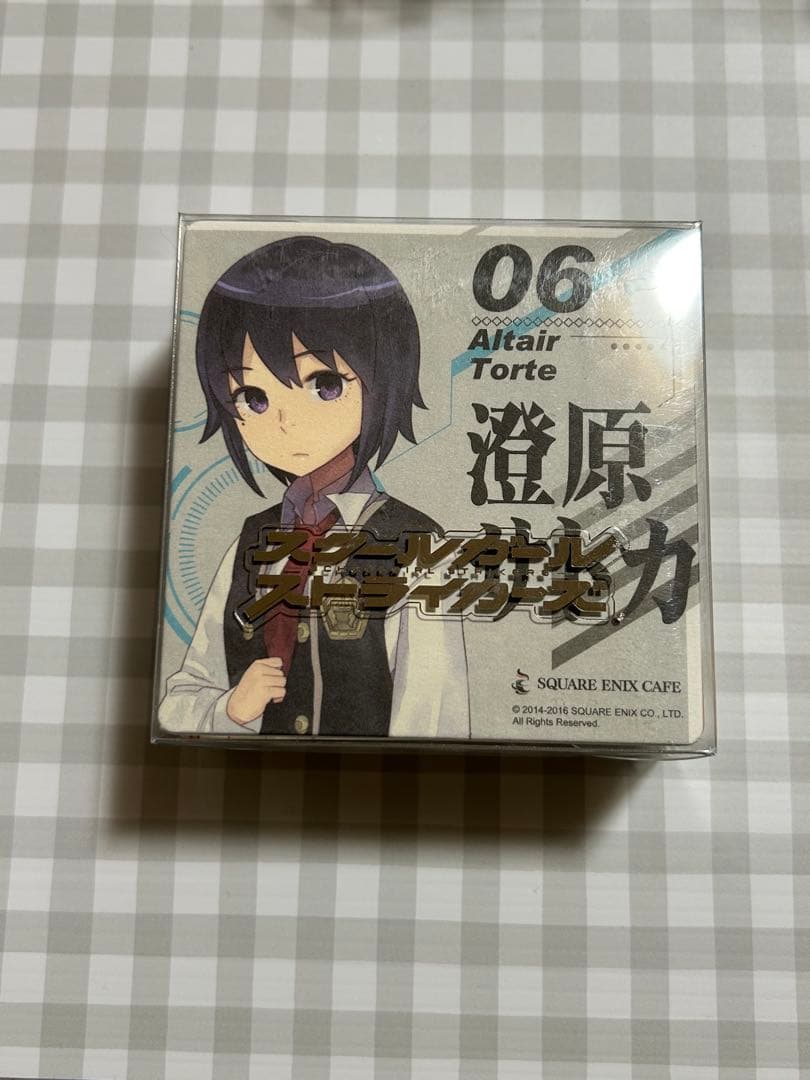 06
Altair
Torte
澄原
カ
スクールガール
ストライカーズ
SQUARE ENIX CAFE
© 2014-2016 SQUARE ENIX CO., LTD.
All Rights Reserved.